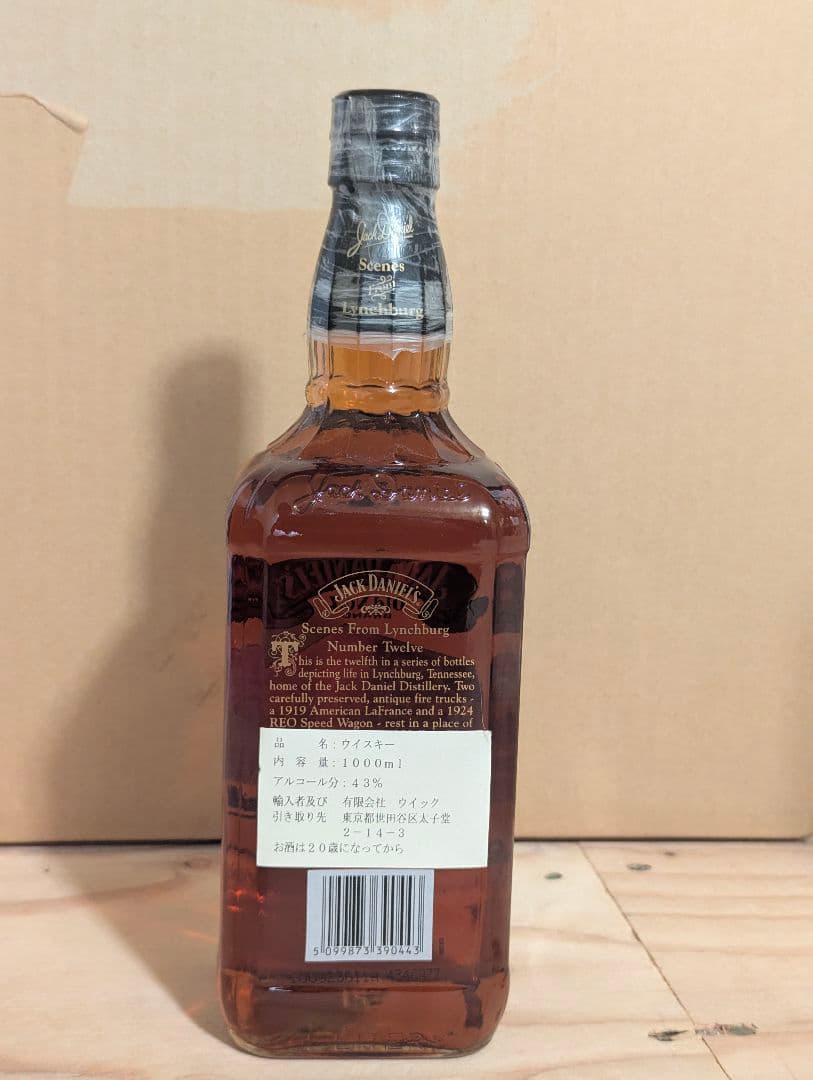 Jack Daniel
Scenes
From
Lynchburg
Jack Daniel
JACK DANIEL'S
Scenes From Lynchburg
Number Twelve
This is the twelfth in a series of bottles
depicting life in Lynchburg, Tennessee,
home of the Jack Daniel Distillery. Two
carefully preserved, antique fire trucks -
a 1919 American LaFrance and a 1924
REO Speed Wagon - rest in a place of
品　　名：ウイスキー
内　容　量：１０００ｍｌ
アルコール分：４３％
輸入者及び　有限会社　ウイック
引き取り先　東京都世田谷区太子堂
２－１４－３
お酒は２０歳になってから
5 099873 390443